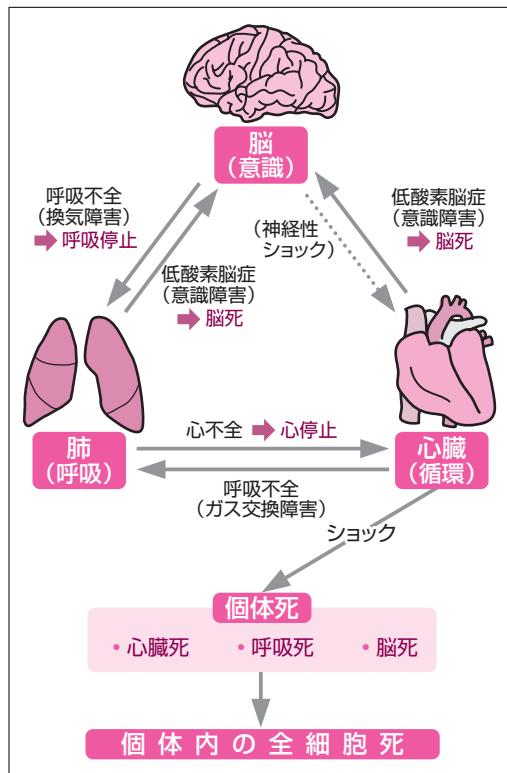 脳
(意識)
呼吸不全
(換気障害)
➡ 呼吸停止
低酸素脳症
(意識障害)
➡ 脳死
(神経性
ショック)
低酸素脳症
(意識障害)
➡ 脳死
肺
(呼吸)
心不全 ➡ 心停止
心臓
(循環)
呼吸不全
(ガス交換障害)
ショック
個体死
・心臓死 ・呼吸死 ・脳死
個体内の全細胞死